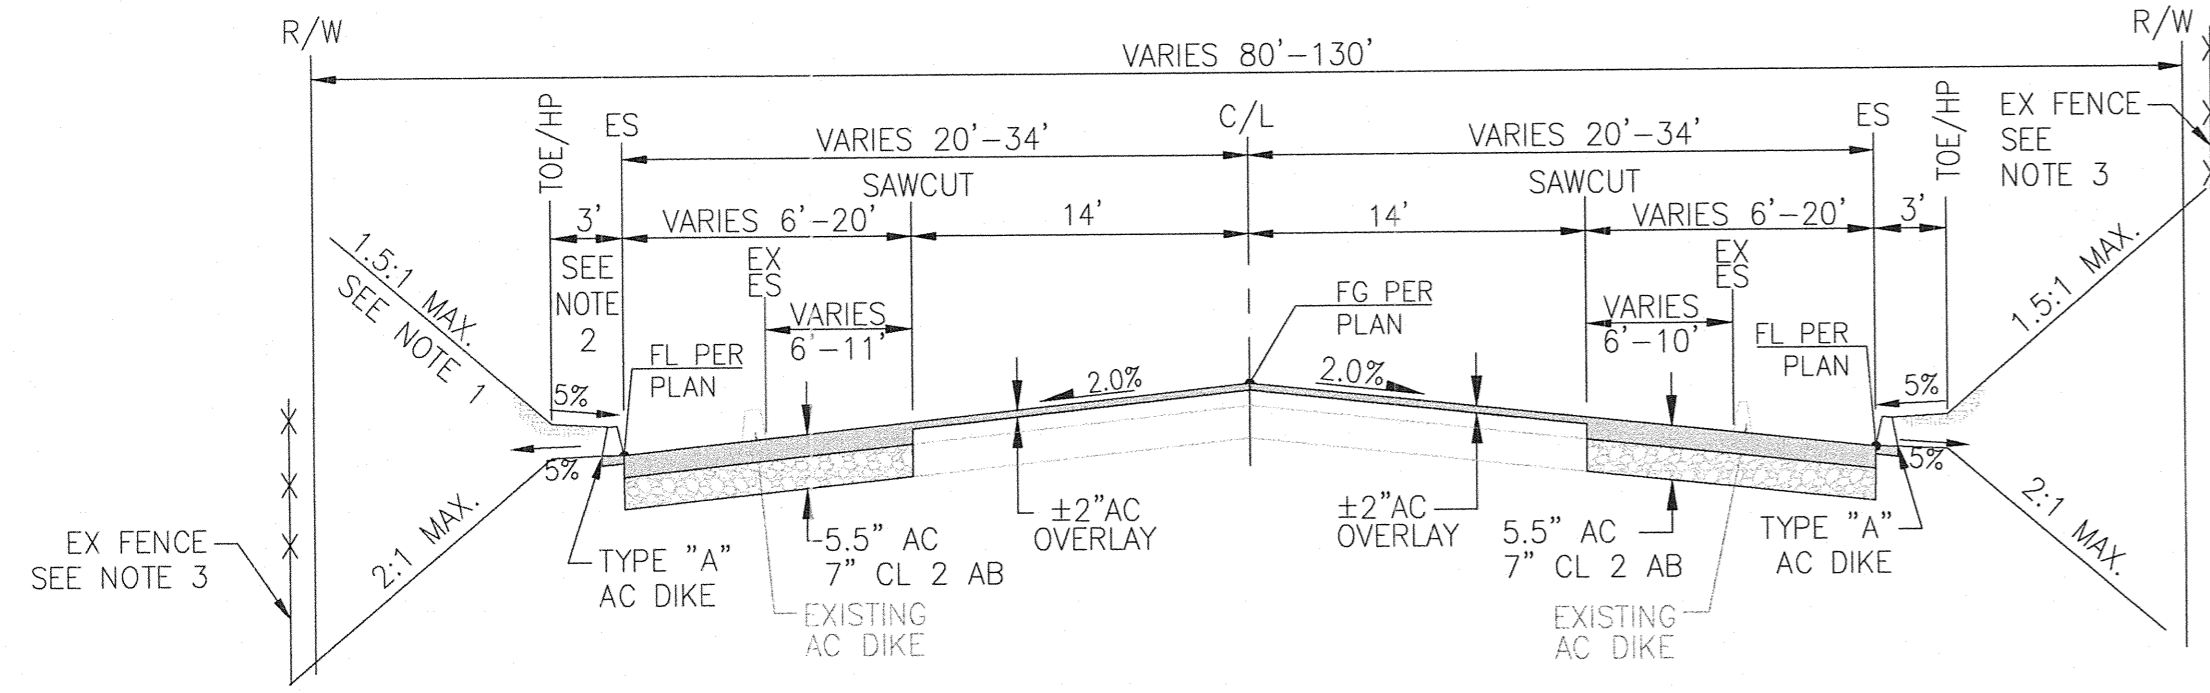 R/W
R/W
VARIES 80'-130'
TOE/HP
ES
VARIES 20'-34'
C/L
VARIES 20'-34'
ES
TOE/HP
EX FENCE
SEE
NOTE 3
SAWCUT
SAWCUT
3'
VARIES 6'-20'
14'
14'
VARIES 6'-20'
3'
1.5:1 MAX.
SEE NOTE 1
SEE
NOTE
2
EX
ES
VARIES
6'-11'
FG PER
PLAN
VARIES
6'-10'
EX
ES
1.5:1 MAX.
FL PER
PLAN
FL PER
PLAN
5%
2.0%
2.0%
5%
5%
5%
2:1 MAX.
2:1 MAX.
EX FENCE
SEE NOTE 3
TYPE "A"
AC DIKE
5.5" AC
7" CL 2 AB
±2"AC
OVERLAY
±2"AC
OVERLAY
5.5" AC
7" CL 2 AB
TYPE "A"
AC DIKE
EXISTING
AC DIKE
EXISTING
AC DIKE